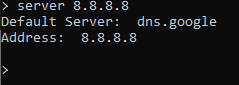 > server 8.8.8.8
Default Server:  dns.google
Address:  8.8.8.8
>